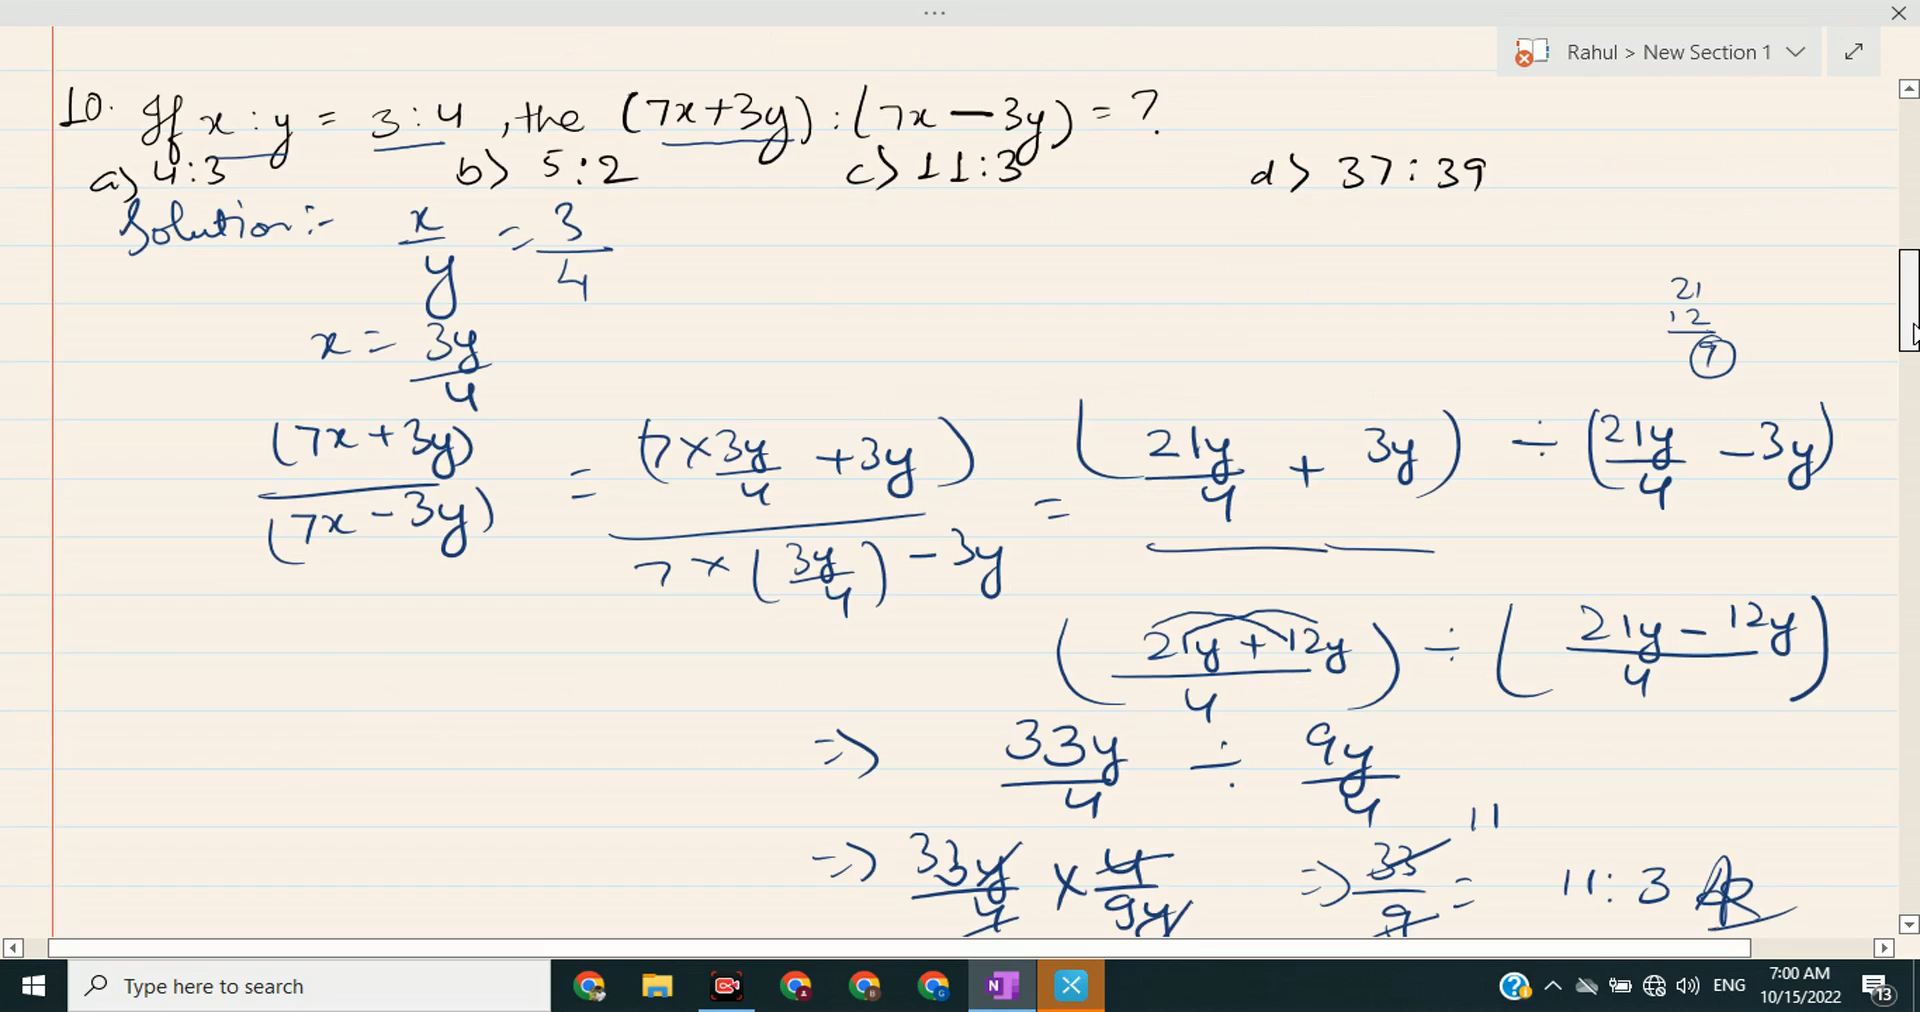 Rahul > New Section 1
10. If x : y = 3 : 4 , the (7x+3y) : (7x - 3y) = ?
a) 4:3 b) 5:2 c) 11:3 d) 37:39
Solution:- x/y = 3/4
21
12
9
x = 3y/4
(7x+3y)/(7x-3y) = (7×3y/4 +3y)/(7×(3y/4) -3y) = (21y/4 + 3y) ÷ (21y/4 -3y)
(21y+12y/4) ÷ (21y-12y/4)
=> 33y/4 ÷ 9y/4
=> 33y/4 × 4/9y => 33/9 = 11:3
11
Type here to search
N
ENG
7:00 AM
10/15/2022
13